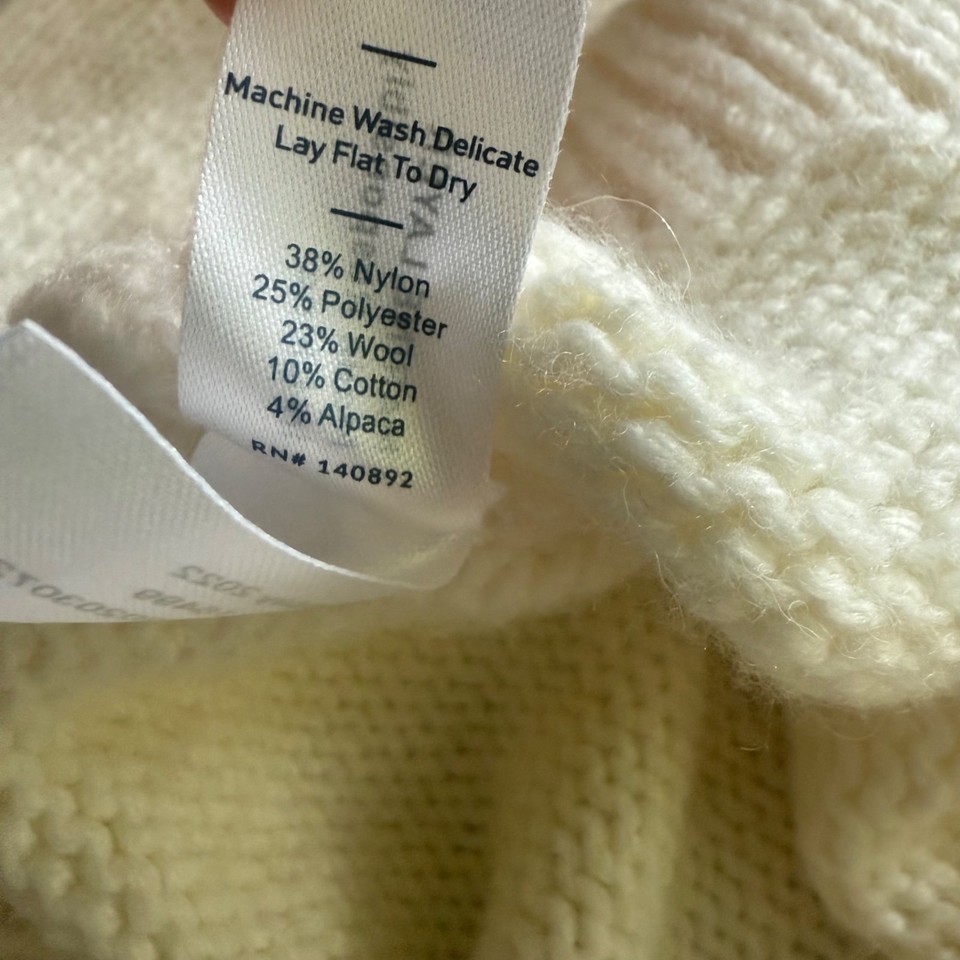 Machine Wash Delicate
Lay Flat To Dry
38% Nylon
25% Polyester
23% Wool
10% Cotton
4% Alpaca
RN# 140892